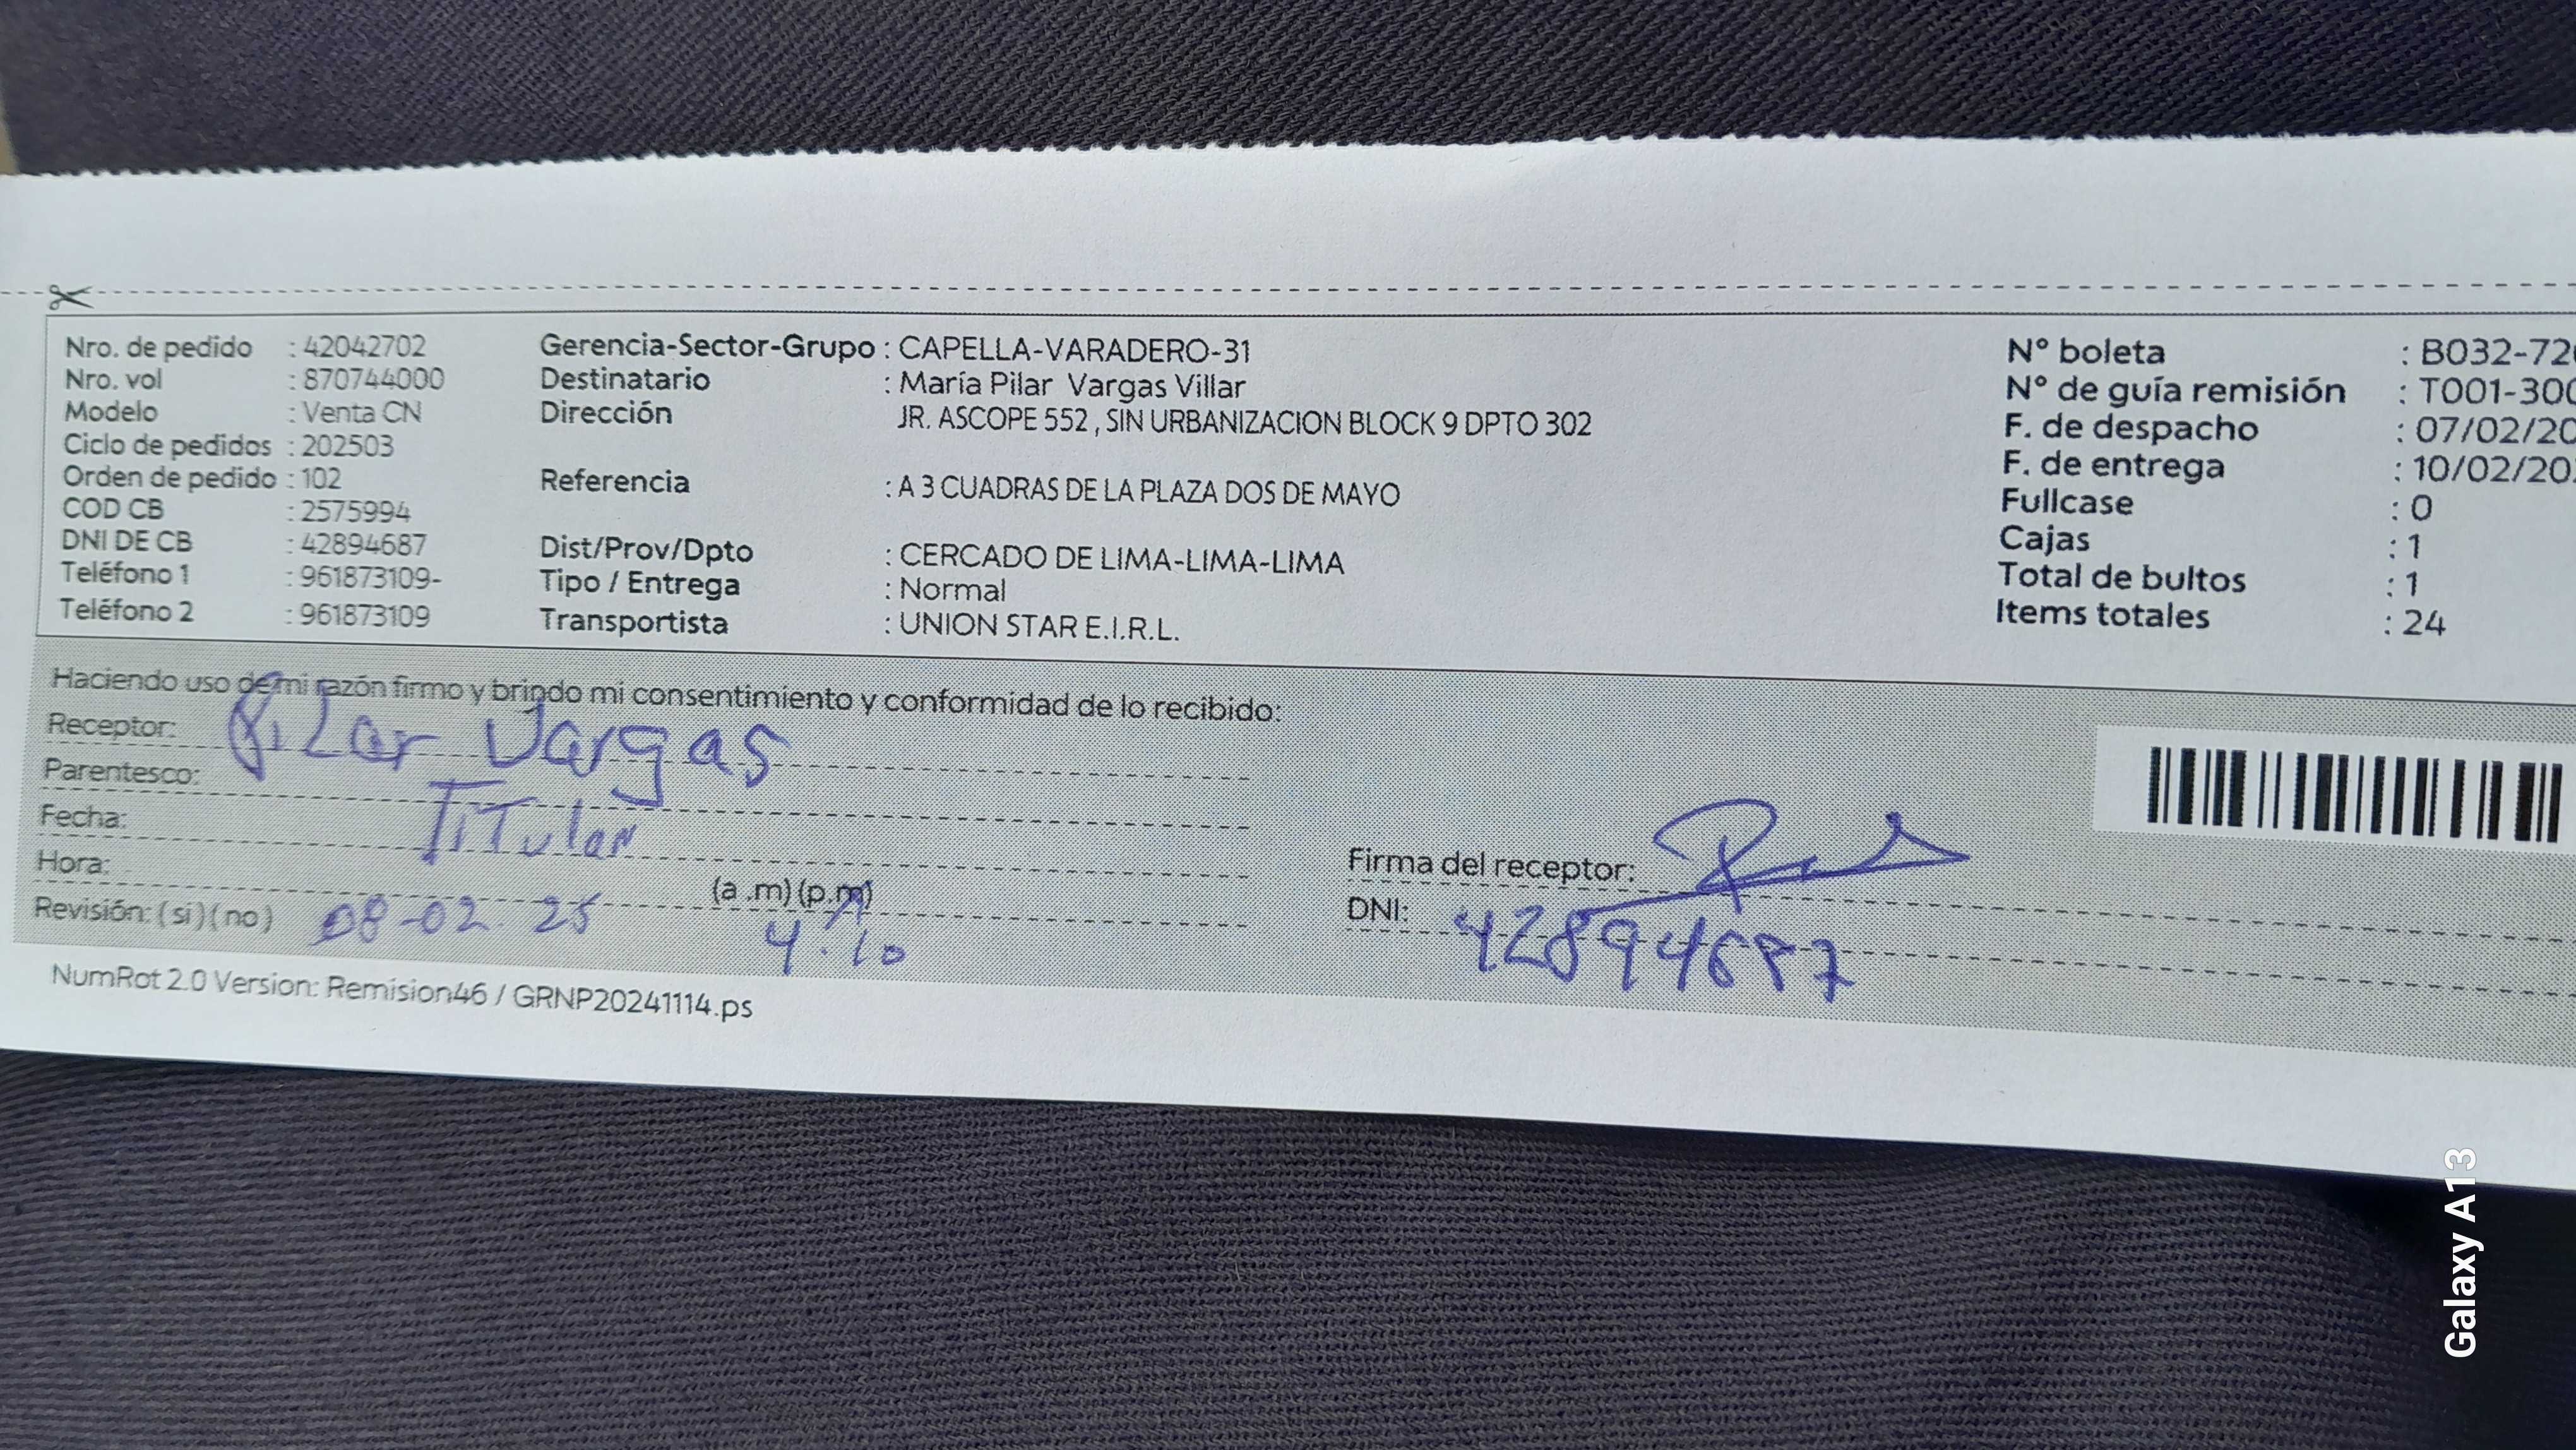 Nro. de pedido : 42042702
Nro. vol : 870744000
Modelo : Venta CN
Ciclo de pedidos : 202503
Orden de pedido : 102
COD CB : 2575994
DNI DE CB : 42894687
Teléfono 1 : 961873109-
Teléfono 2 : 961873109
Gerencia-Sector-Grupo : CAPELLA-VARADERO-31
Destinatario : María Pilar Vargas Villar
Dirección JR. ASCOPE 552 , SIN URBANIZACION BLOCK 9 DPTO 302
Referencia : A 3 CUADRAS DE LA PLAZA DOS DE MAYO
Dist/Prov/Dpto : CERCADO DE LIMA-LIMA-LIMA
Tipo / Entrega : Normal
Transportista : UNION STAR E.I.R.L.
N° boleta : B032-72
N° de guía remisión : T001-300
F. de despacho : 07/02/20
F. de entrega : 10/02/20
Fullcase : 0
Cajas : 1
Total de bultos : 1
Items totales : 24
Haciendo uso de mi razón firmo y brindo mi consentimiento y conformidad de lo recibido:
Receptor: Pilar Vargas
Parentesco: Titular
Fecha:
Hora: (a .m) (p.m)
Revisión: (si) (no) 08-02. 25 4:10
Firma del receptor:
DNI: 42894687
NumRot 2.0 Version: Remision46 / GRNP20241114.ps
Galaxy A13